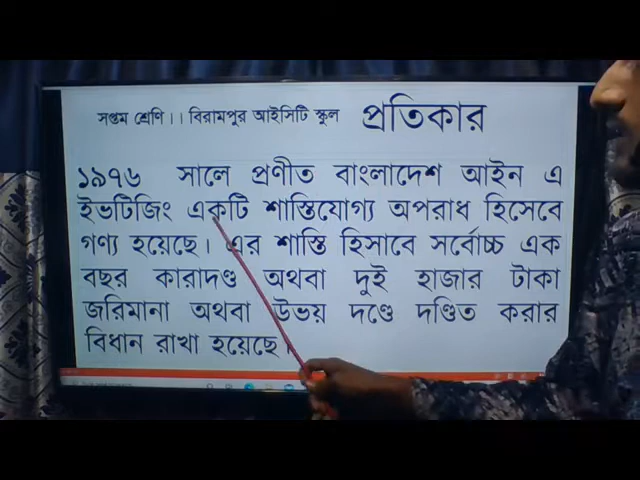 সপ্তম শ্রেণি।। বিরামপুর আইসিটি স্কুল প্রতিকার
১৯৭৬ সালে প্রণীত বাংলাদেশ আইন এ
ইভটিজিং একটি শাস্তিযোগ্য অপরাধ হিসেবে
গণ্য হয়েছে। এর শাস্তি হিসাবে সর্বোচ্চ এক
বছর কারাদণ্ড অথবা দুই হাজার টাকা
জরিমানা অথবা উভয় দণ্ডে দণ্ডিত করার
বিধান রাখা হয়েছে।